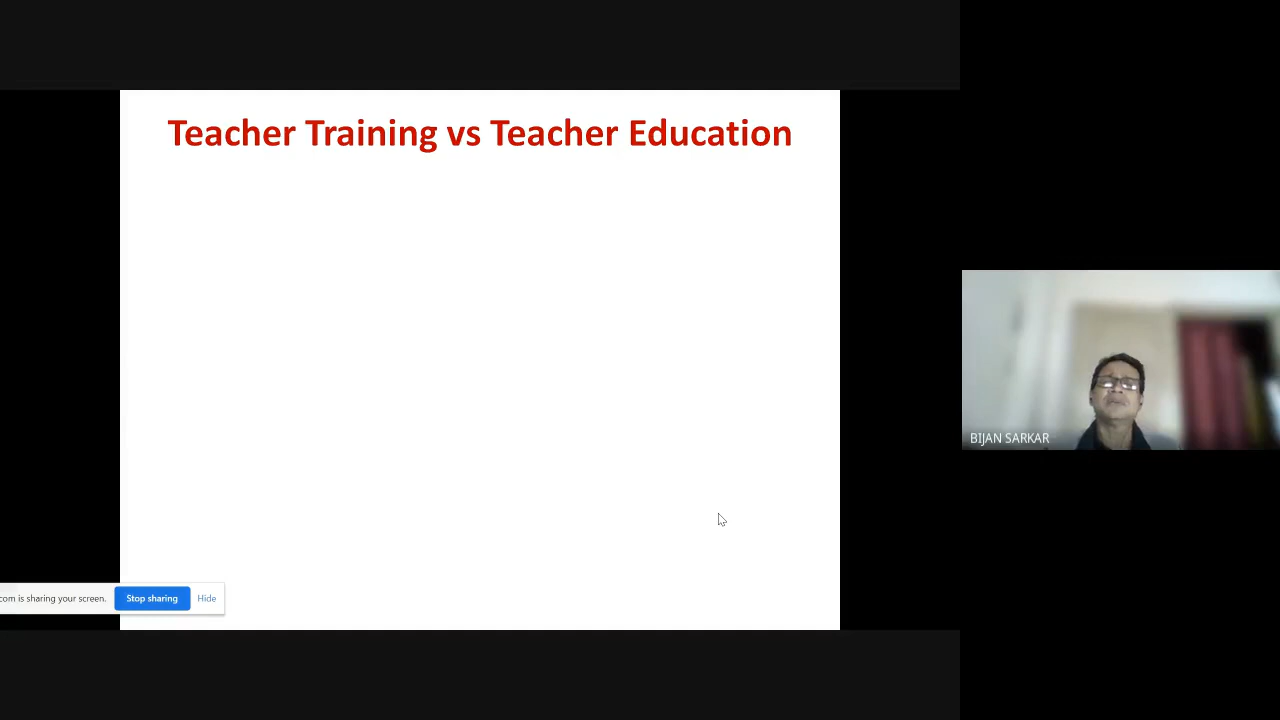 Teacher Training vs Teacher Education
BIJAN SARKAR
com is sharing your screen.
Stop sharing
Hide